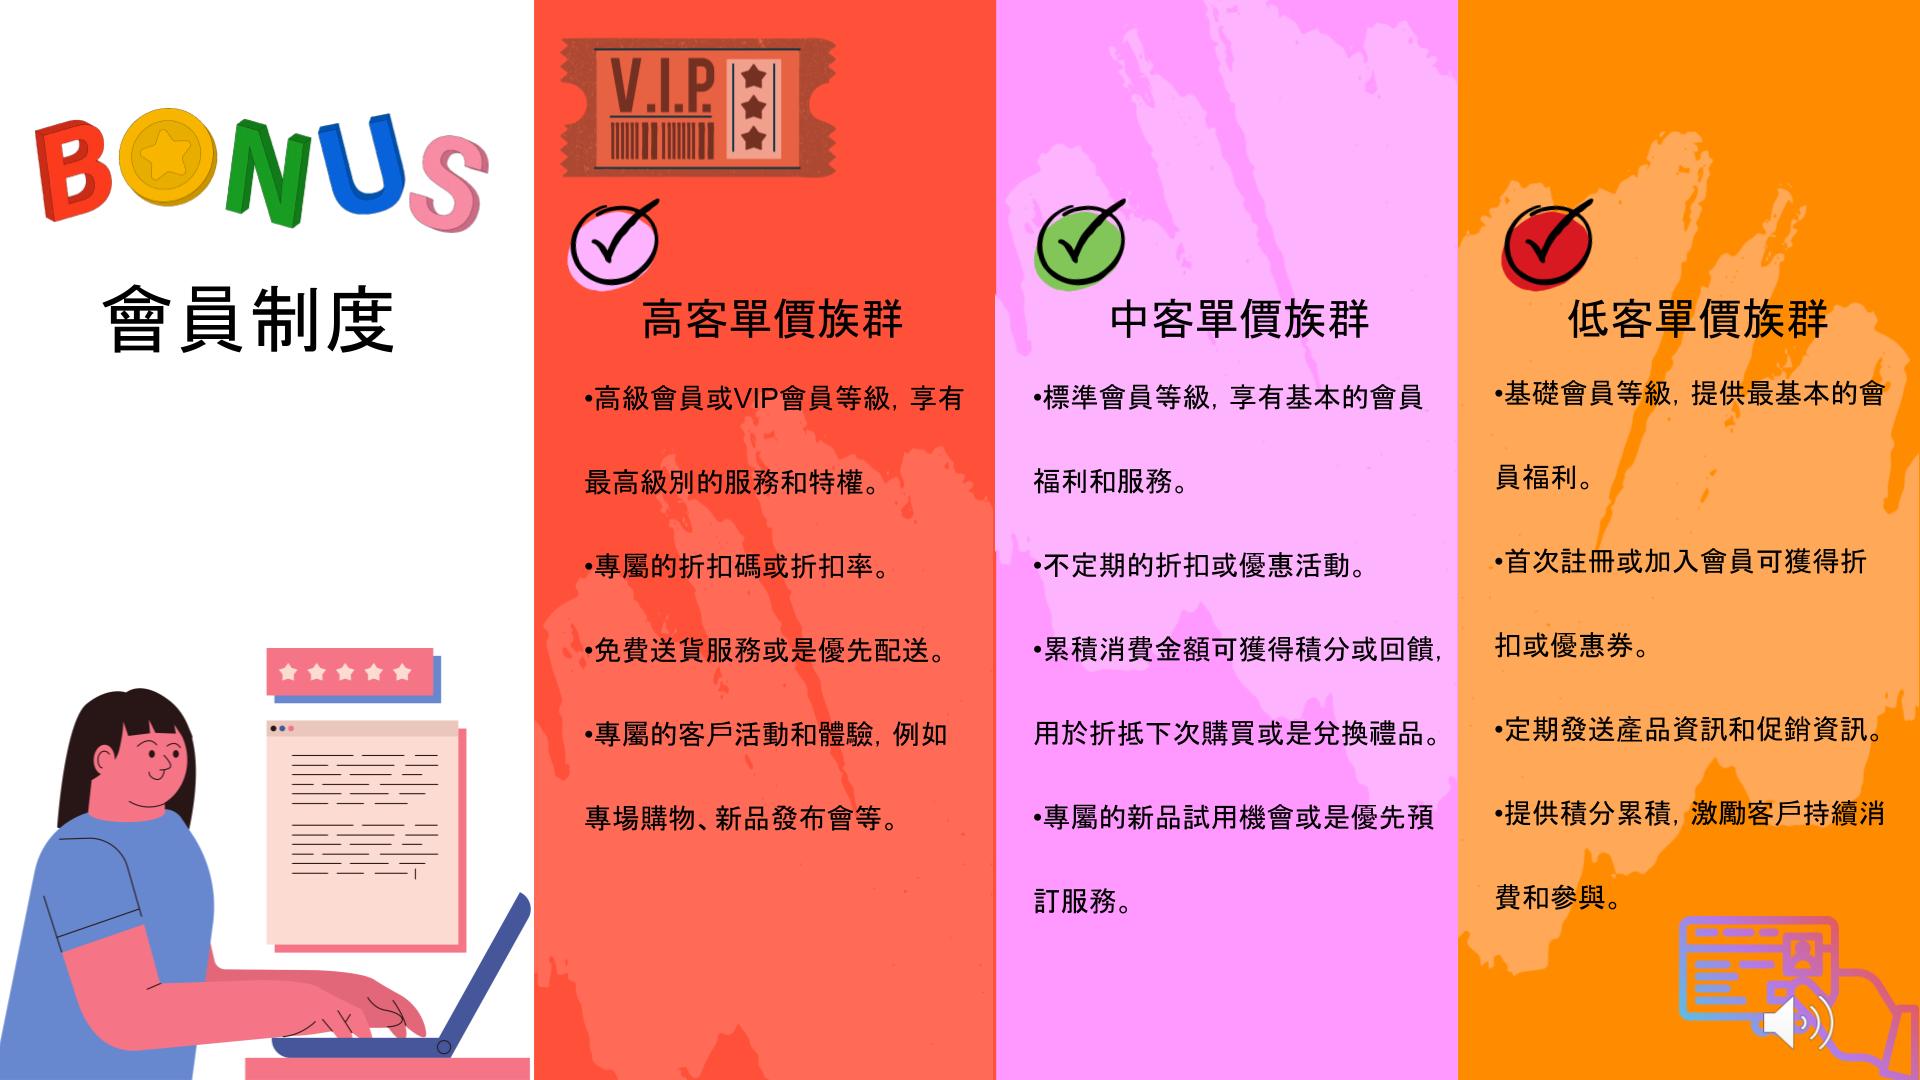 BONUS
會員制度
V.I.P.
高客單價族群
•高級會員或VIP會員等級，享有
最高級別的服務和特權。
•專屬的折扣碼或折扣率。
•免費送貨服務或是優先配送。
•專屬的客戶活動和體驗，例如
專場購物、新品發布會等。
中客單價族群
•標準會員等級，享有基本的會員
福利和服務。
•不定期的折扣或優惠活動。
•累積消費金額可獲得積分或回饋，
用於折抵下次購買或是兌換禮品。
•專屬的新品試用機會或是優先預
訂服務。
低客單價族群
•基礎會員等級，提供最基本的會
員福利。
•首次註冊或加入會員可獲得折
扣或優惠券。
•定期發送產品資訊和促銷資訊。
•提供積分累積，激勵客戶持續消
費和參與。